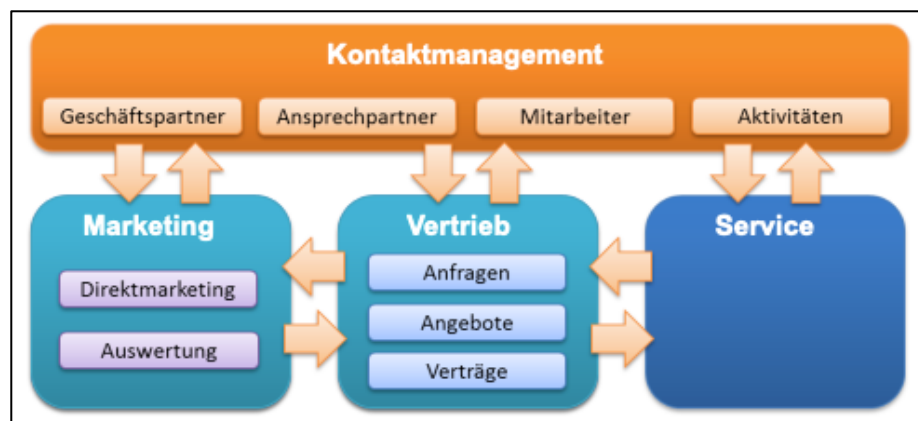 Kontaktmanagement
Geschäftspartner
Ansprechpartner
Mitarbeiter
Aktivitäten
Marketing
Direktmarketing
Auswertung
Vertrieb
Anfragen
Angebote
Verträge
Service